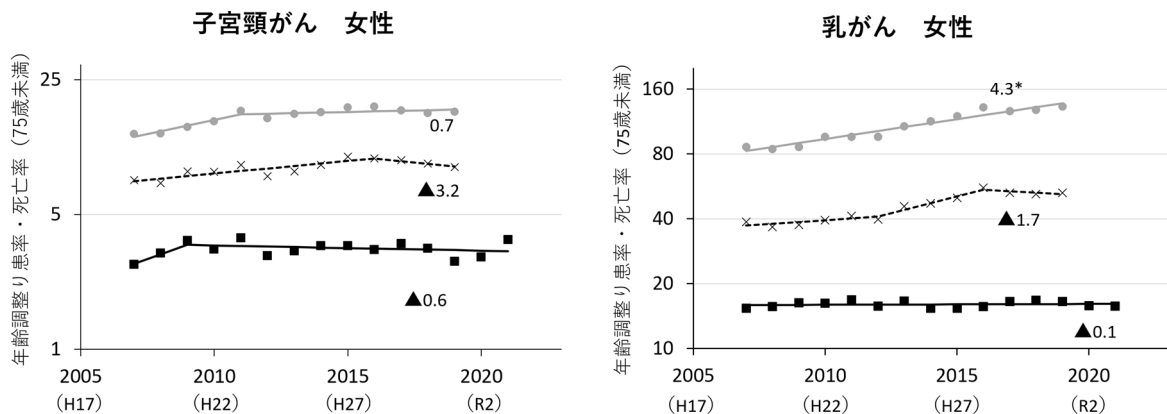 子宮頸がん　女性
年齢調整り患率・死亡率（75歳未満）
25
5
1
0.7
▲3.2
▲0.6
2005
2010
2015
2020
（H17）
（H22）
（H27）
（R2）
乳がん　女性
年齢調整り患率・死亡率（75歳未満）
160
80
40
20
10
4.3*
▲1.7
▲0.1
2005
2010
2015
2020
（H17）
（H22）
（H27）
（R2）